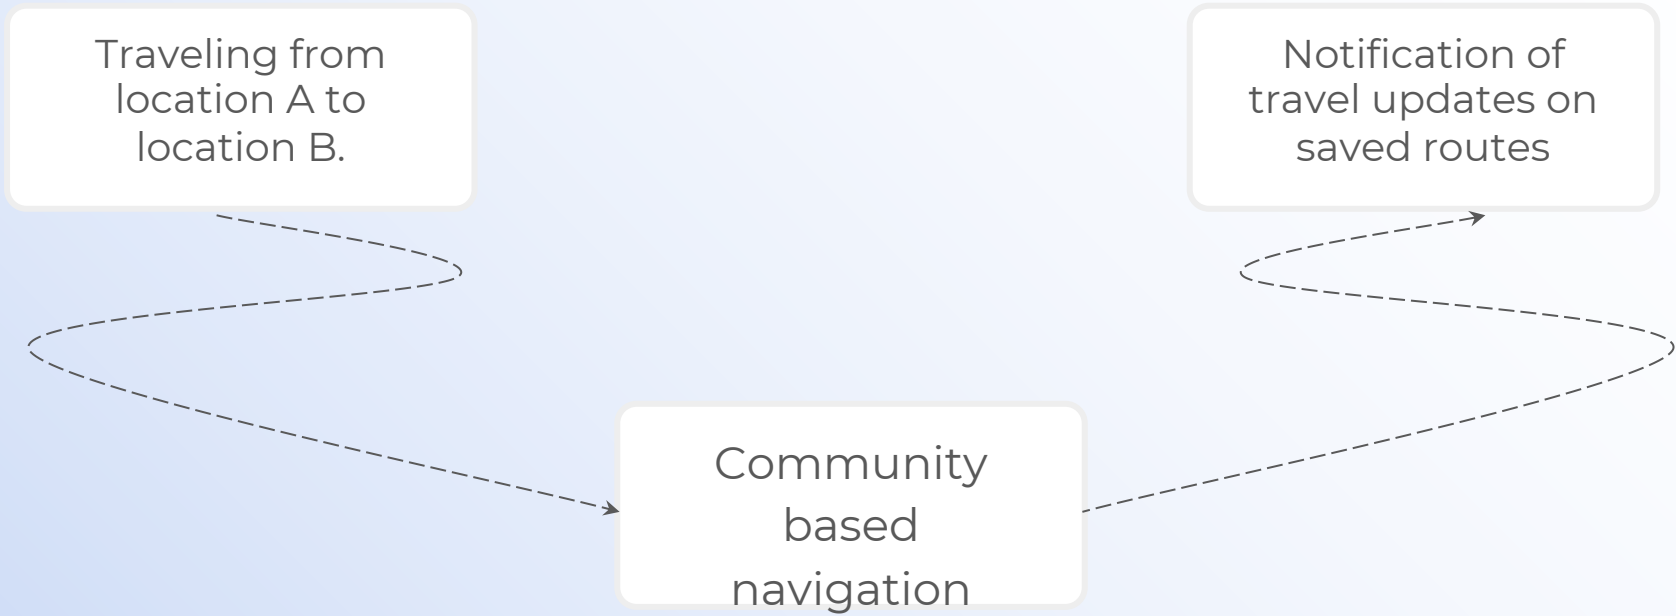 Traveling from
location A to
location B.
Notification of
travel updates on
saved routes
Community
based
navigation